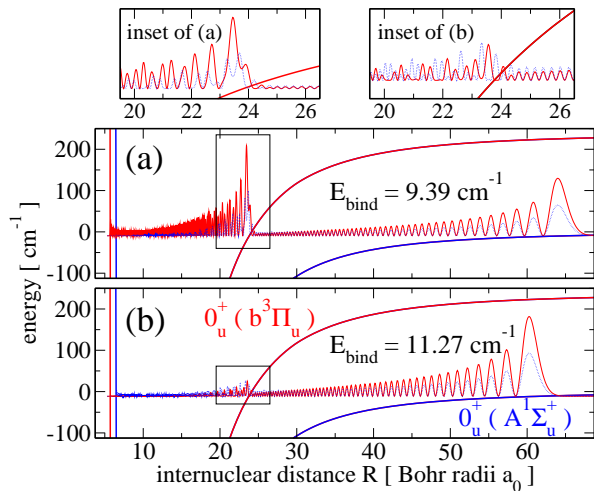 inset of (a)
inset of (b)
20 22 24 26
20 22 24 26
200
100
0
-100
(a)
E_bind = 9.39 cm^-1
energy [ cm^-1 ]
200
100
0
-100
(b)
0_u^+ ( b^3Π_u )
E_bind = 11.27 cm^-1
0_u^+ ( A^1Σ_u^+ )
10 20 30 40 50 60
internuclear distance R [ Bohr radii a_0 ]